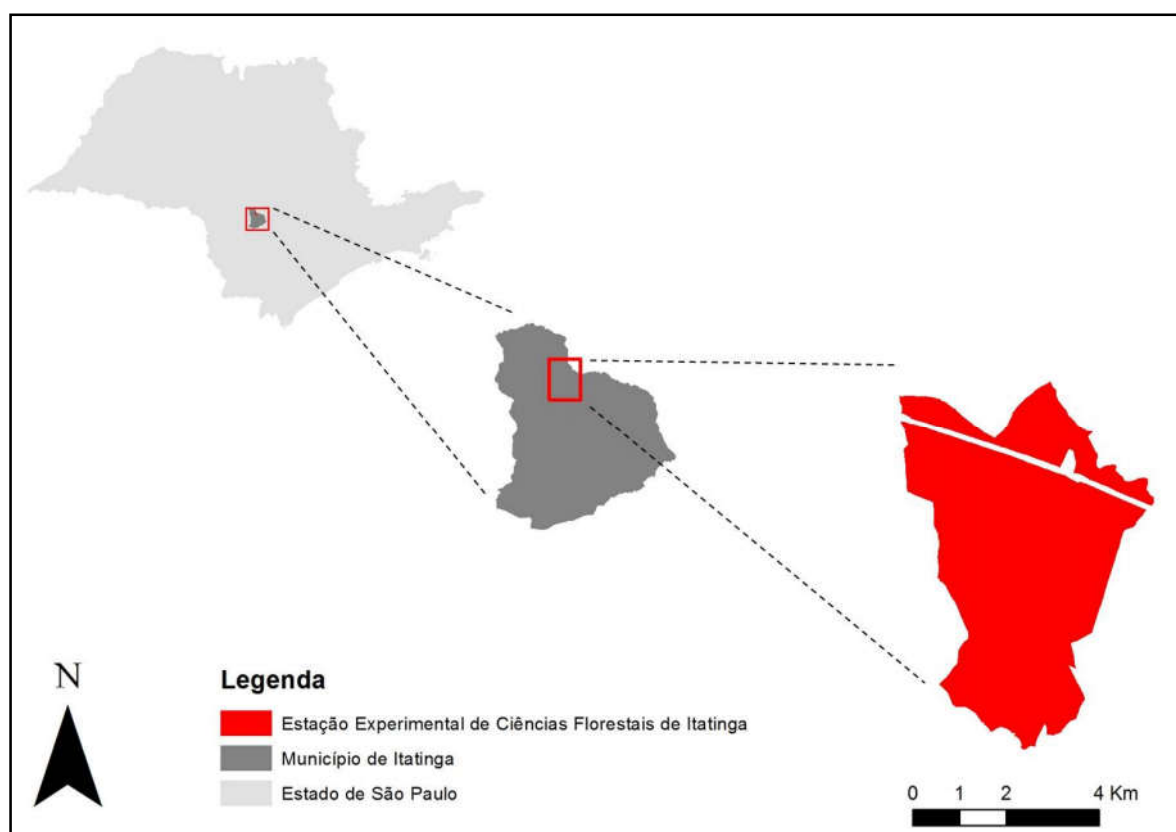 N
Legenda
Estação Experimental de Ciências Florestais de Itatinga
Município de Itatinga
Estado de São Paulo
0 1 2 4 Km